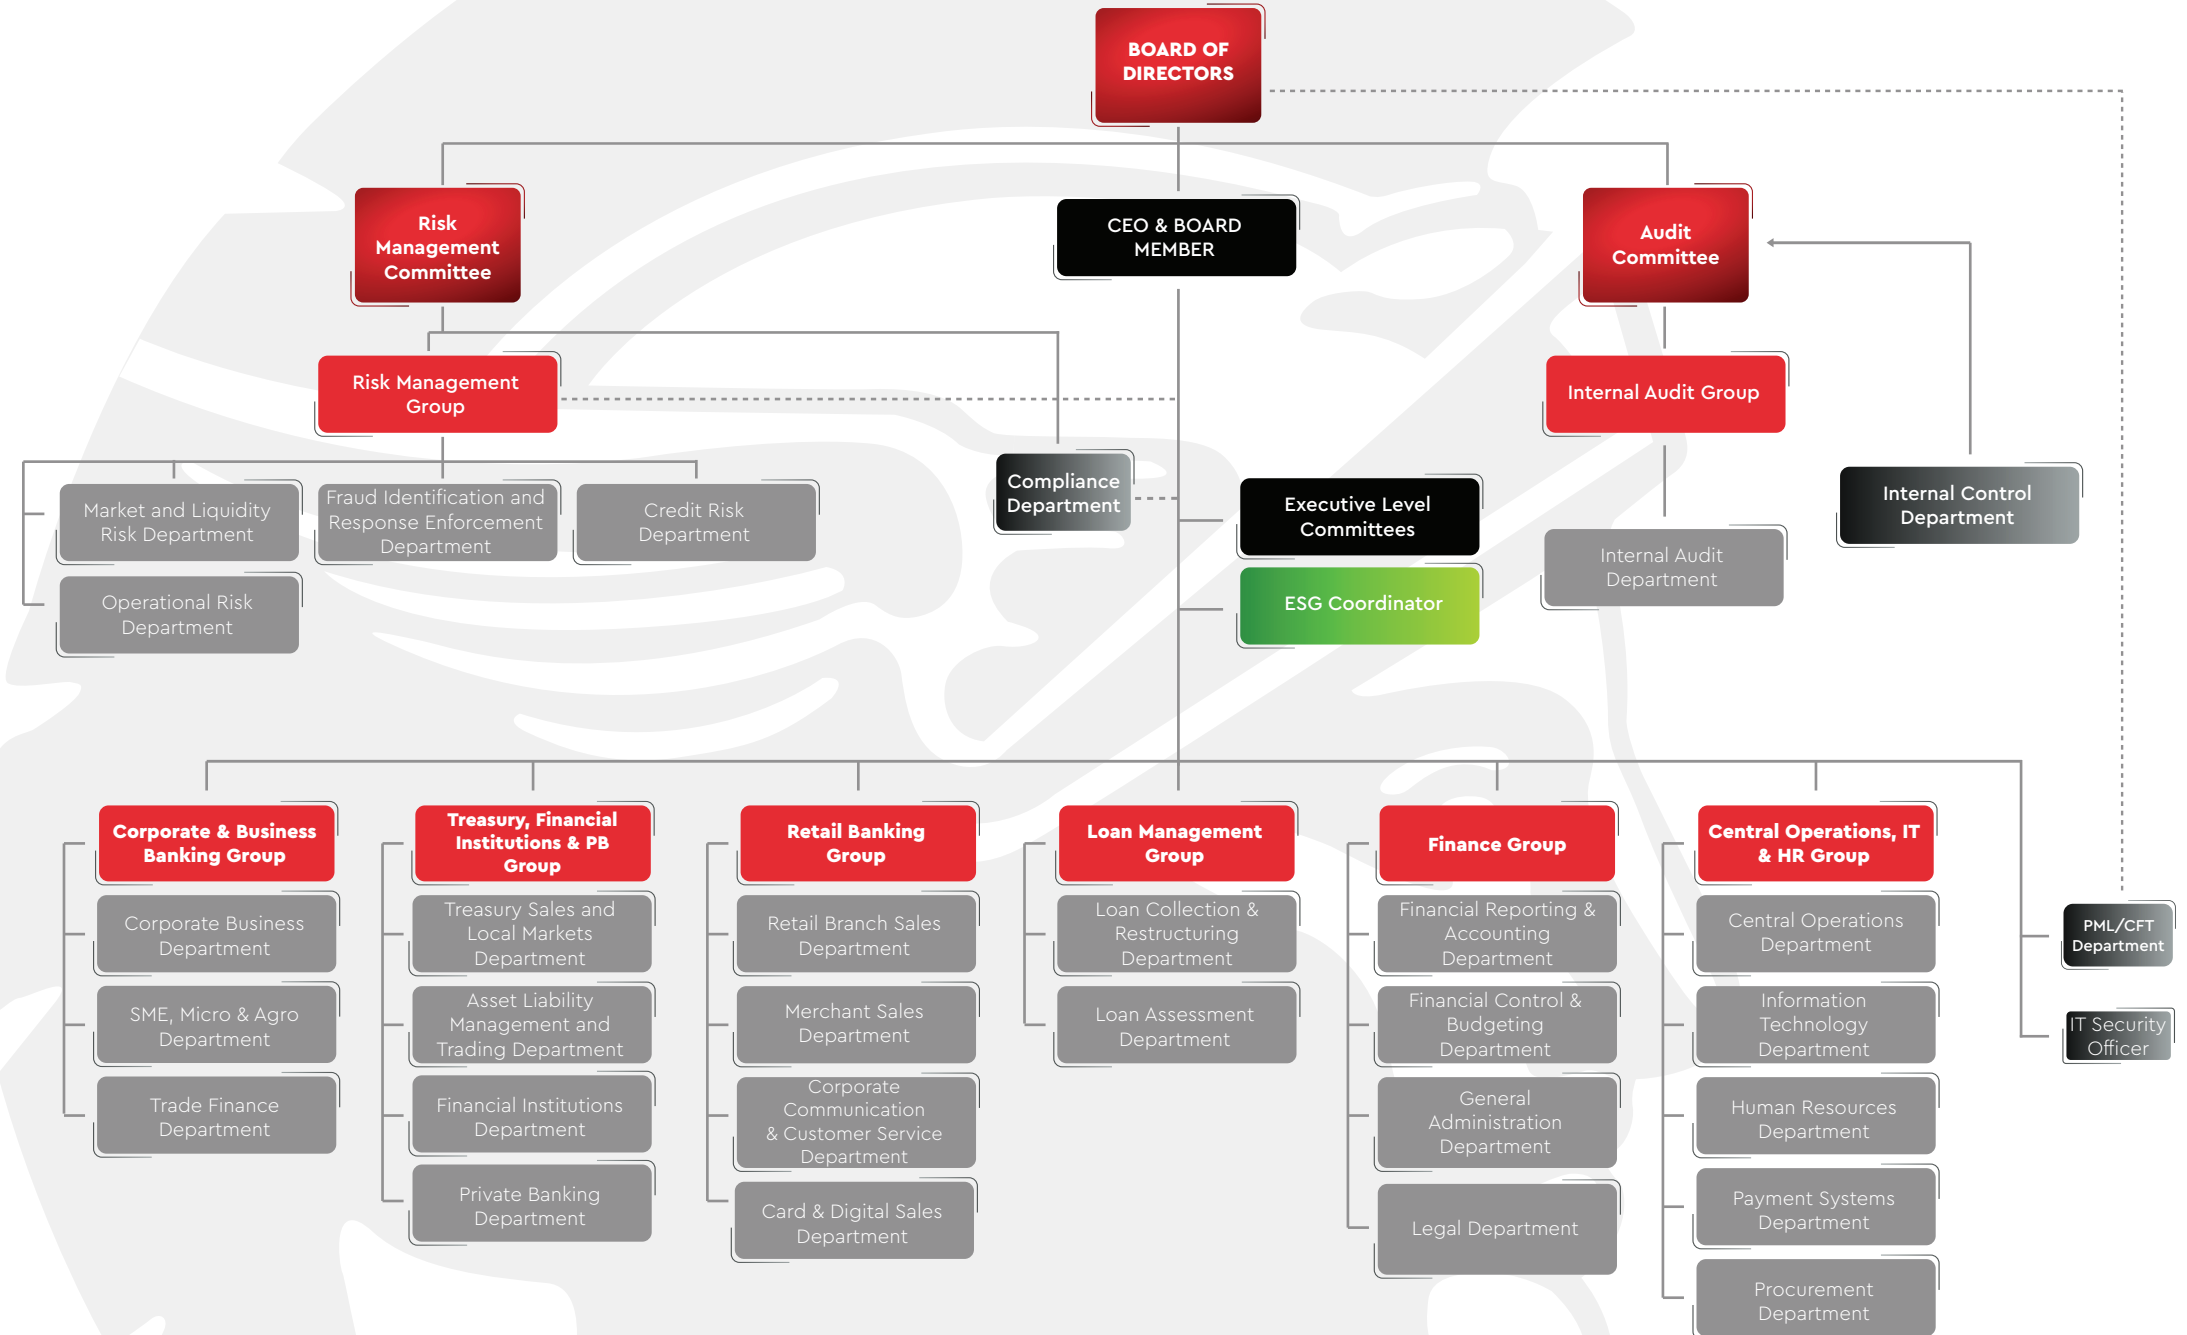 BOARD OF
DIRECTORS
Risk
Management
Committee
CEO & BOARD
MEMBER
Audit
Committee
Risk Management
Group
Internal Audit Group
Compliance
Department
Executive Level
Committees
Internal Control
Department
Market and Liquidity
Risk Department
Fraud Identification and
Response Enforcement
Department
Credit Risk
Department
Internal Audit
Department
Operational Risk
Department
ESG Coordinator
Corporate & Business
Banking Group
Corporate Business
Department
SME, Micro & Agro
Department
Trade Finance
Department
Treasury, Financial
Institutions & PB
Group
Treasury Sales and
Local Markets
Department
Asset Liability
Management and
Trading Department
Financial Institutions
Department
Private Banking
Department
Retail Banking
Group
Retail Branch Sales
Department
Merchant Sales
Department
Corporate
Communication
& Customer Service
Department
Card & Digital Sales
Department
Loan Management
Group
Loan Collection &
Restructuring
Department
Loan Assessment
Department
Finance Group
Financial Reporting &
Accounting
Department
Financial Control &
Budgeting
Department
General
Administration
Department
Legal Department
Central Operations, IT
& HR Group
Central Operations
Department
Information
Technology
Department
Human Resources
Department
Payment Systems
Department
Procurement
Department
PML/CFT
Department
IT Security
Officer